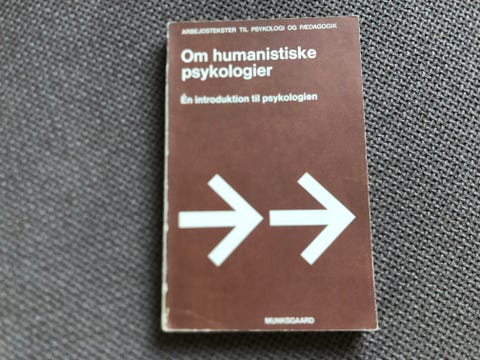 ARBEJDSTEKSTER TIL PSYKOLOGI OG PÆDAGOGIK
Om humanistiske
psykologier
Én introduktion til psykologien
MUNKSGAARD